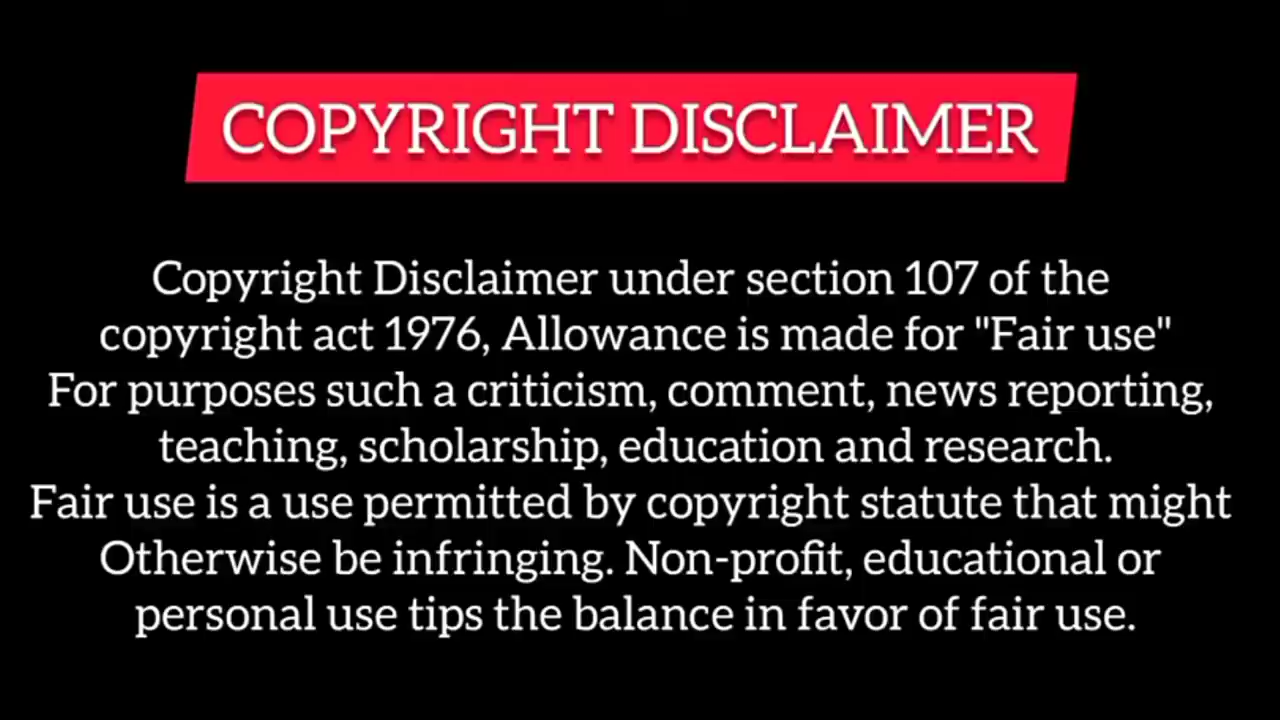 COPYRIGHT DISCLAIMER
Copyright Disclaimer under section 107 of the
copyright act 1976, Allowance is made for "Fair use"
For purposes such a criticism, comment, news reporting,
teaching, scholarship, education and research.
Fair use is a use permitted by copyright statute that might
Otherwise be infringing. Non-profit, educational or
personal use tips the balance in favor of fair use.